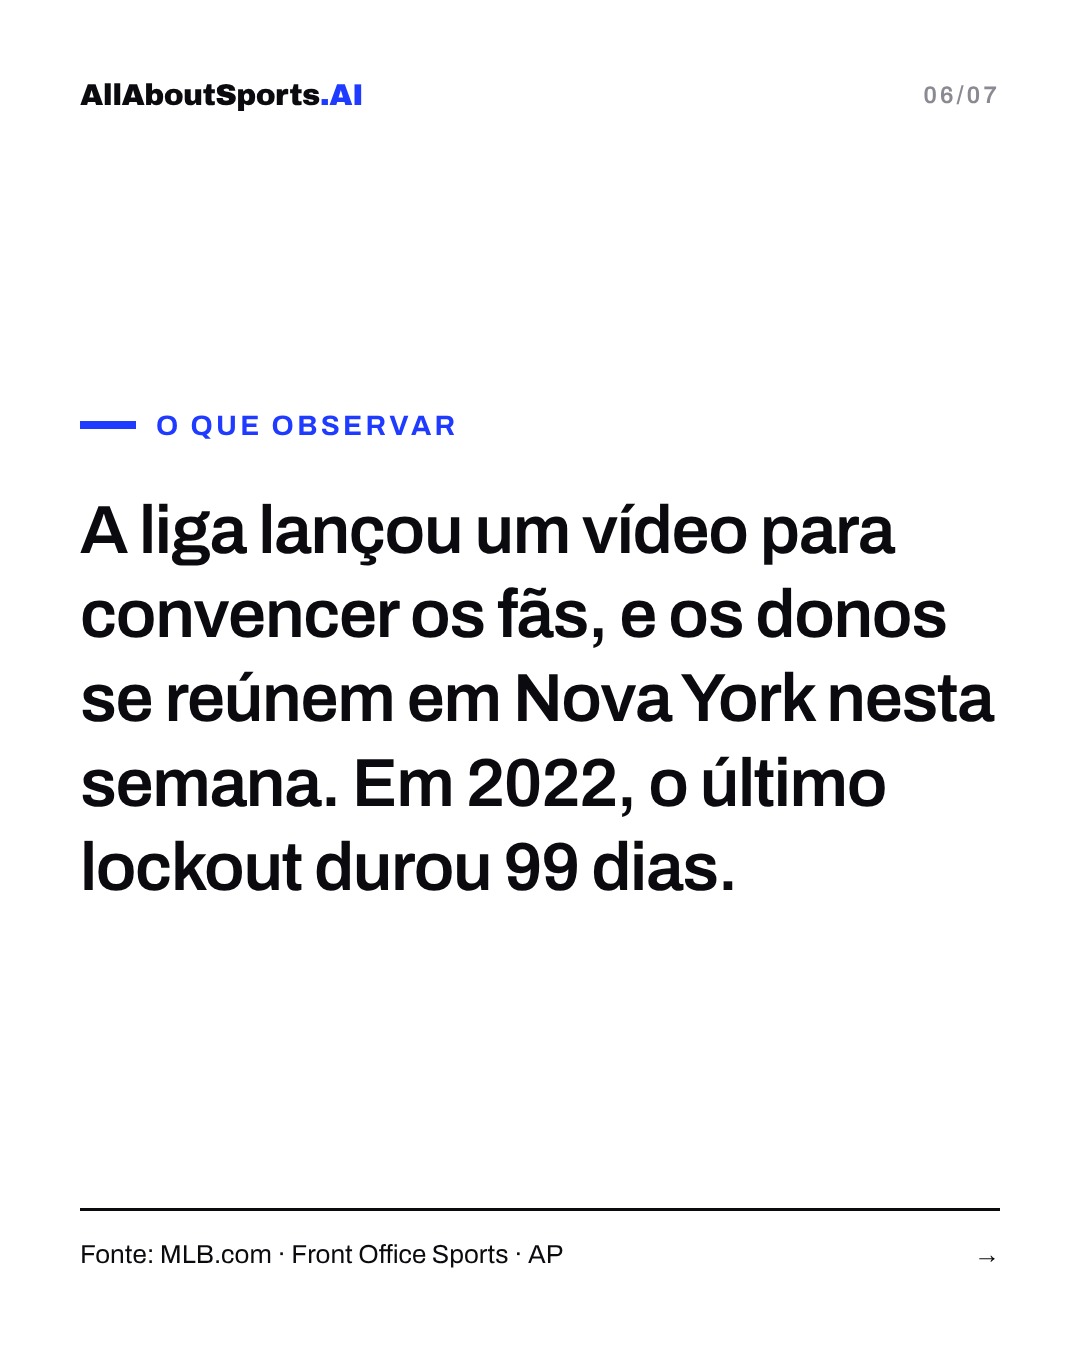 AllAboutSports.AI
06/07
O QUE OBSERVAR
A liga lançou um vídeo para
convencer os fãs, e os donos
se reúnem em Nova York nesta
semana. Em 2022, o último
lockout durou 99 dias.
Fonte: MLB.com · Front Office Sports · AP
→